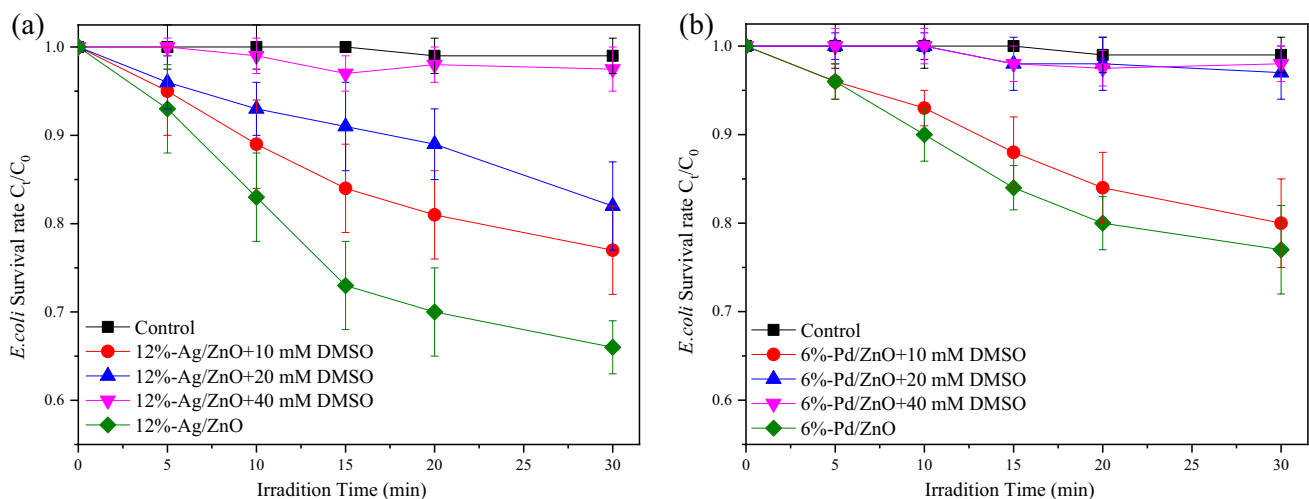 (a)
E.coli Survival rate Ct/C0
1.0
0.9
0.8
0.7
0.6
Control
12%-Ag/ZnO+10 mM DMSO
12%-Ag/ZnO+20 mM DMSO
12%-Ag/ZnO+40 mM DMSO
12%-Ag/ZnO
0 5 10 15 20 25 30
Irradition Time (min)
(b)
E.coli Survival rate Ct/C0
1.0
0.9
0.8
0.7
0.6
Control
6%-Pd/ZnO+10 mM DMSO
6%-Pd/ZnO+20 mM DMSO
6%-Pd/ZnO+40 mM DMSO
6%-Pd/ZnO
0 5 10 15 20 25 30
Irradition Time (min)